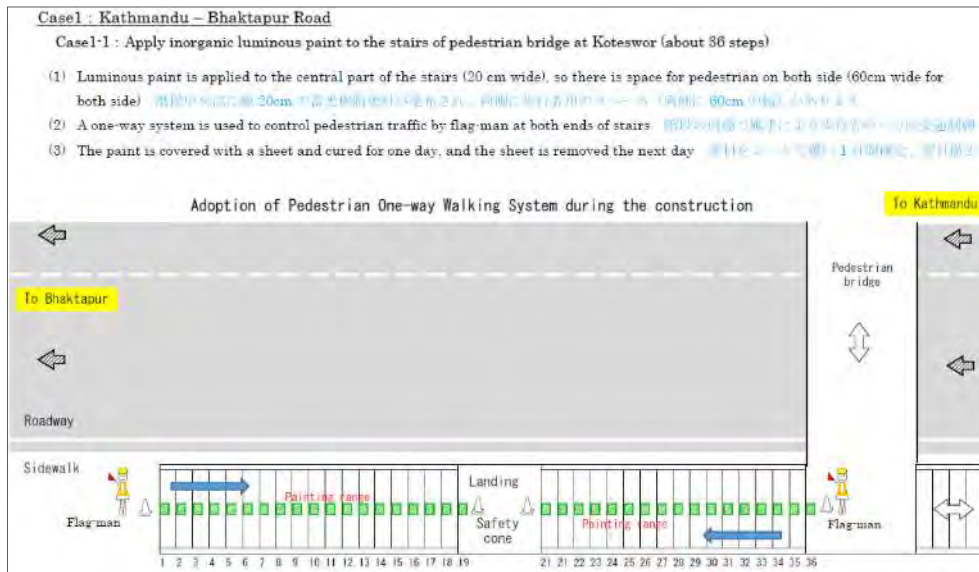 Case1 : Kathmandu – Bhaktapur Road
Case1-1 : Apply inorganic luminous paint to the stairs of pedestrian bridge at Koteswor (about 36 steps)
(1) Luminous paint is applied to the central part of the stairs (20 cm wide), so there is space for pedestrian on both side (60cm wide for
both side) 20cm 60cm
(2) A one-way system is used to control pedestrian traffic by flag-man at both ends of stairs
(3) The paint is covered with a sheet and cured for one day, and the sheet is removed the next day
Adoption of Pedestrian One-way Walking System during the construction
To Kathmandu
Pedestrian
bridge
To Bhaktapur
Roadway
Sidewalk
Landing
Painting range
Safety
cone
Painting range
Flag-man
Flag-man
1 2 3 4 5 6 7 8 9 10 11 12 13 14 15 16 17 18 19
21 21 22 23 24 25 26 27 28 29 30 31 32 33 34 35 36